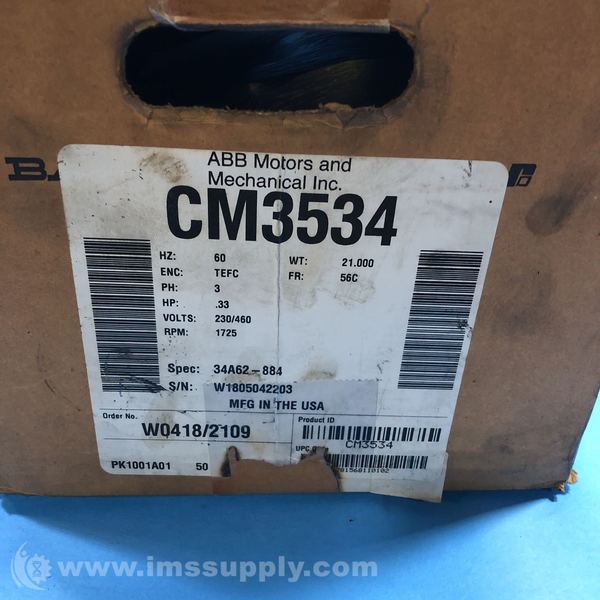 ABB Motors and
Mechanical Inc.
CM3534
HZ: 60 WT: 21.000
ENC: TEFC FR: 56C
PH: 3
HP: .33
VOLTS: 230/460
RPM: 1725
Spec: 34A62-884
S/N: W1805042203
MFG IN THE USA
Order No. Product ID
W0418/2109
CM3534
UPC
PK1001A01 50
www.imssupply.com